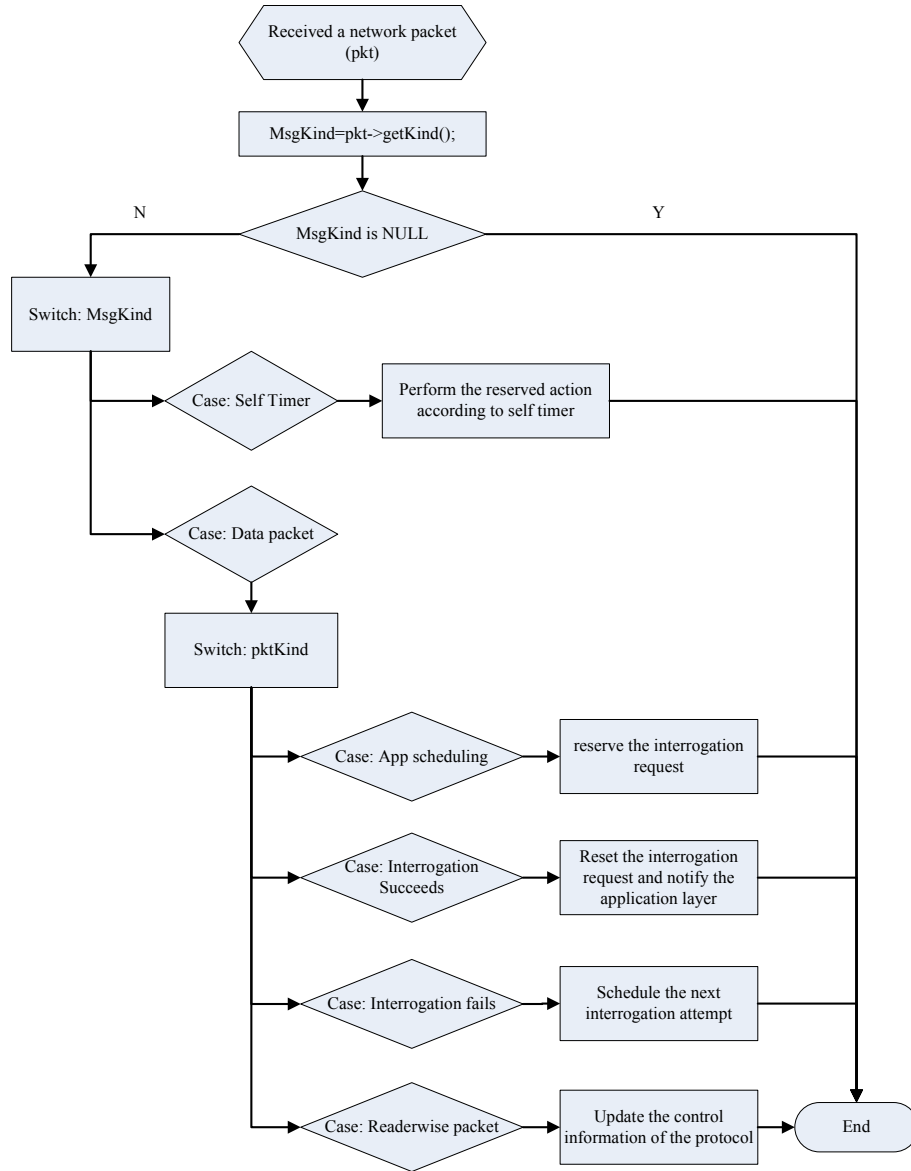 Received a network packet
(pkt)
MsgKind=pkt->getKind();
N
Y
MsgKind is NULL
Switch: MsgKind
Case: Self Timer
Perform the reserved action
according to self timer
Case: Data packet
Switch: pktKind
Case: App scheduling
reserve the interrogation
request
Case: Interrogation
Succeeds
Reset the interrogation
request and notify the
application layer
Case: Interrogation fails
Schedule the next
interrogation attempt
Case: Readerwise packet
Update the control
information of the protocol
End